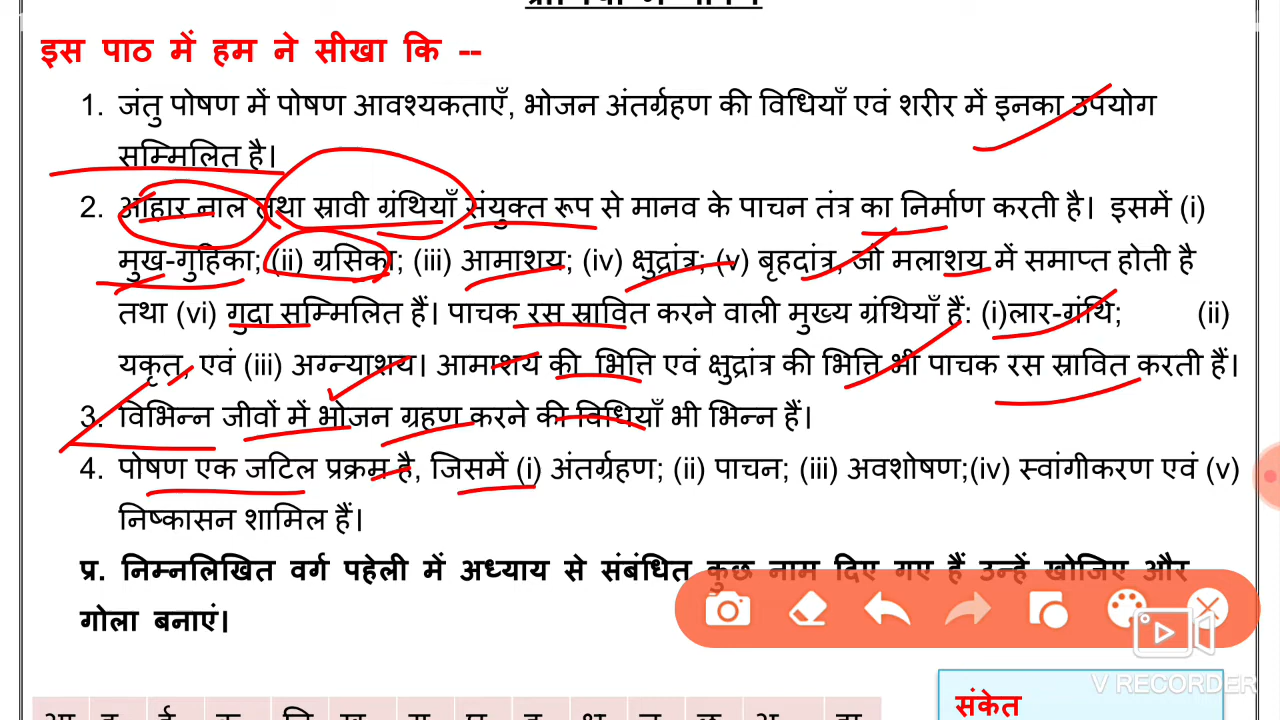 इस पाठ में हम ने सीखा कि --
1. जंतु पोषण में पोषण आवश्यकताएँ, भोजन अंतर्ग्रहण की विधियाँ एवं शरीर में इनका उपयोग
सम्मिलित है।
2. आहार नाल तथा स्रावी ग्रंथियाँ संयुक्त रूप से मानव के पाचन तंत्र का निर्माण करती है। इसमें (i)
मुख-गुहिका; (ii) ग्रसिका; (iii) आमाशय; (iv) क्षुद्रांत्र; (v) बृहदांत्र, जो मलाशय में समाप्त होती है
तथा (vi) गुदा सम्मिलित हैं। पाचक रस स्रावित करने वाली मुख्य ग्रंथियाँ हैं: (i)लार-ग्रंथि; (ii)
यकृत, एवं (iii) अग्न्याशय। आमाशय की भित्ति एवं क्षुद्रांत्र की भित्ति भी पाचक रस स्रावित करती हैं।
3. विभिन्न जीवों में भोजन ग्रहण करने की विधियाँ भी भिन्न हैं।
4. पोषण एक जटिल प्रक्रम है, जिसमें (i) अंतर्ग्रहण; (ii) पाचन; (iii) अवशोषण;(iv) स्वांगीकरण एवं (v)
निष्कासन शामिल हैं।
प्र. निम्नलिखित वर्ग पहेली में अध्याय से संबंधित कुछ नाम दिए गए हैं उन्हें खोजिए और
गोला बनाएं।
V RECORDER
संकेत